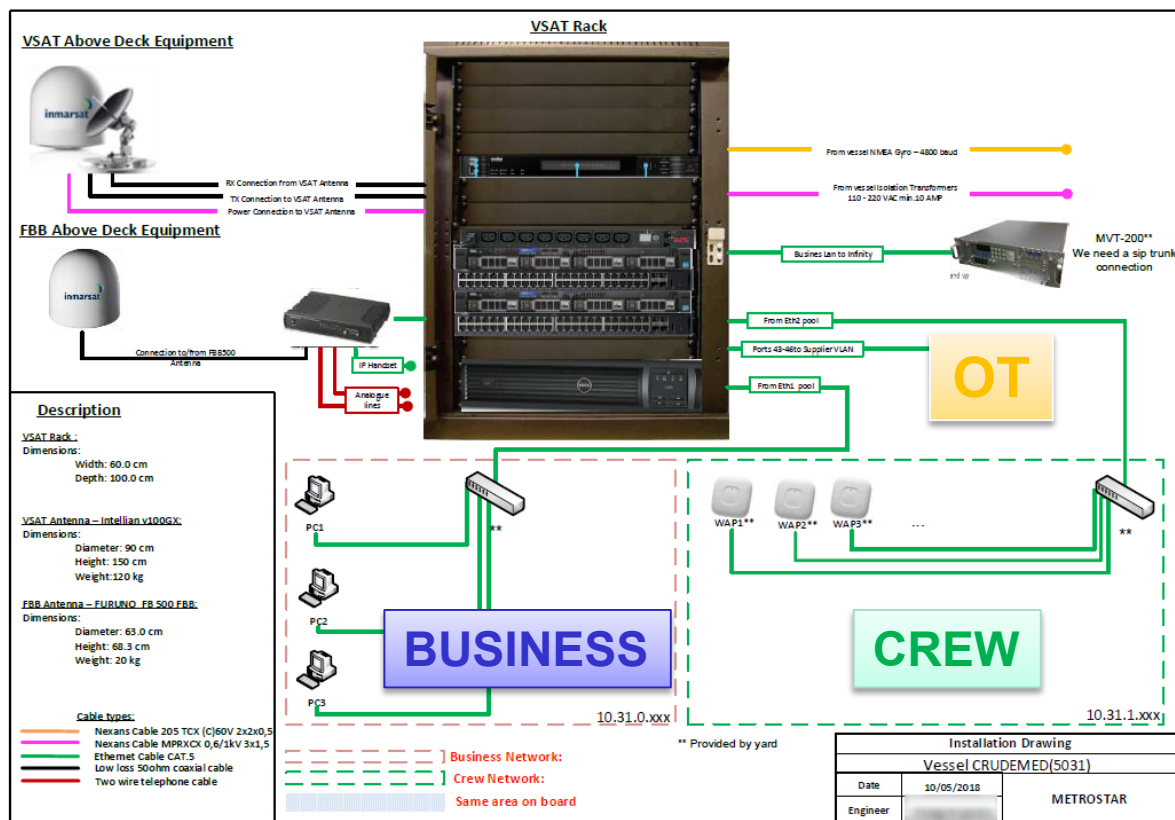 VSAT Rack
VSAT Above Deck Equipment
inmarsat
RX Connection from VSAT Antenna
TX Connection to VSAT Antenna
Power Connection to VSAT Antenna
FBB Above Deck Equipment
inmarsat
Connection to/from FBB500
Antenna
IP Handset
Analogue
lines
From vessel NMEA Gyro – 4800 baud
From vessel Isolation Transformers
110 - 220 VAC min.10 AMP
Busines Lan to Infinity
MVT-200**
We need a sip trunk
connection
From Eth2 pool
Ports 43-46to Supplier VLAN
From Eth1 pool
OT
DELL
Description
VSAT Rack :
Dimensions:
Width: 60.0 cm
Depth: 100.0 cm
VSAT Antenna – Intellian v100GX:
Dimensions:
Diameter: 90 cm
Height: 150 cm
Weight:120 kg
FBB Antenna – FURUNO FB 500 FBB:
Dimensions:
Diameter: 63.0 cm
Height: 68.3 cm
Weight: 20 kg
Cable types:
Nexans Cable 205 TCX (C)60V 2x2x0,5
Nexans Cable MPRXCX 0,6/1kV 3x1,5
Ethernet Cable CAT.5
Low loss 50ohm coaxial cable
Two wire telephone cable
PC1
**
PC2
PC3
BUSINESS
10.31.0.xxx
WAP1**
WAP2**
WAP3**
...
**
CREW
10.31.1.xxx
Business Network:
Crew Network:
Same area on board
** Provided by yard
Installation Drawing
Vessel CRUDEMED(5031)
Date
10/05/2018
METROSTAR
Engineer